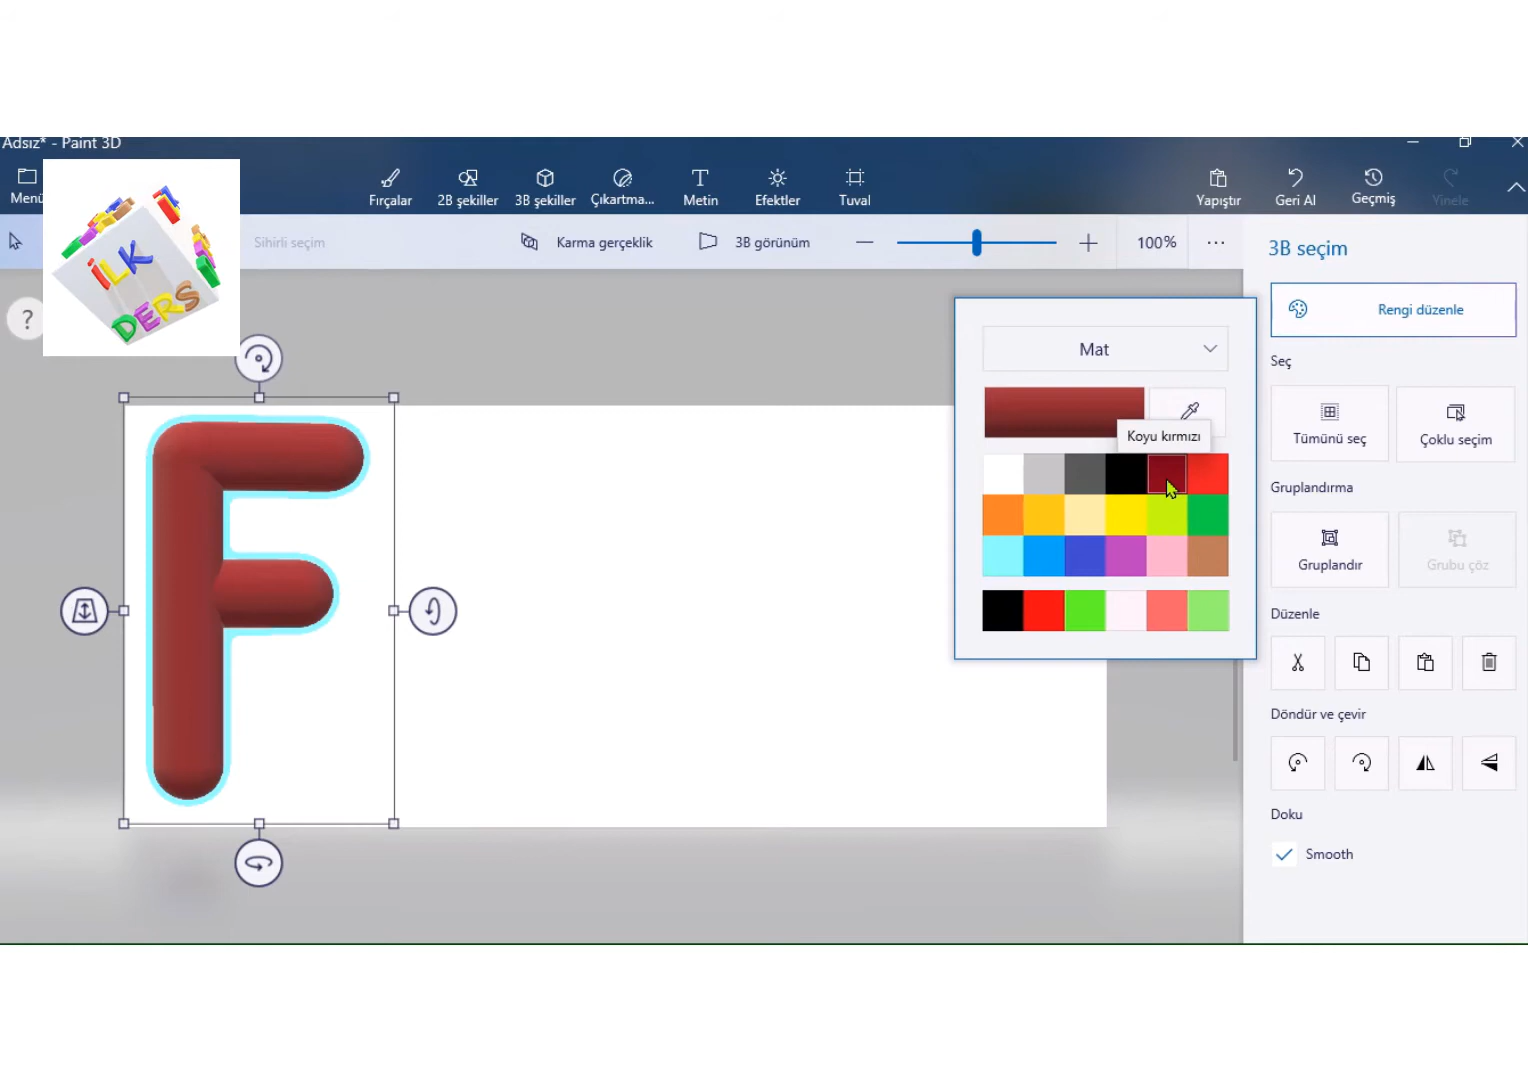 Adsız* - Paint 3D
Menü
Fırçalar
2B şekiller
3B şekiller
Çıkartma...
Metin
Efektler
Tuval
Yapıştır
Geri Al
Geçmiş
Yinele
Sihirli seçim
Karma gerçeklik
3B görünüm
100%
İLK
DERS
?
F
Mat
Koyu kırmızı
3B seçim
Rengi düzenle
Seç
Tümünü seç
Çoklu seçim
Gruplandırma
Gruplandır
Grubu çöz
Düzenle
Döndür ve çevir
Doku
Smooth